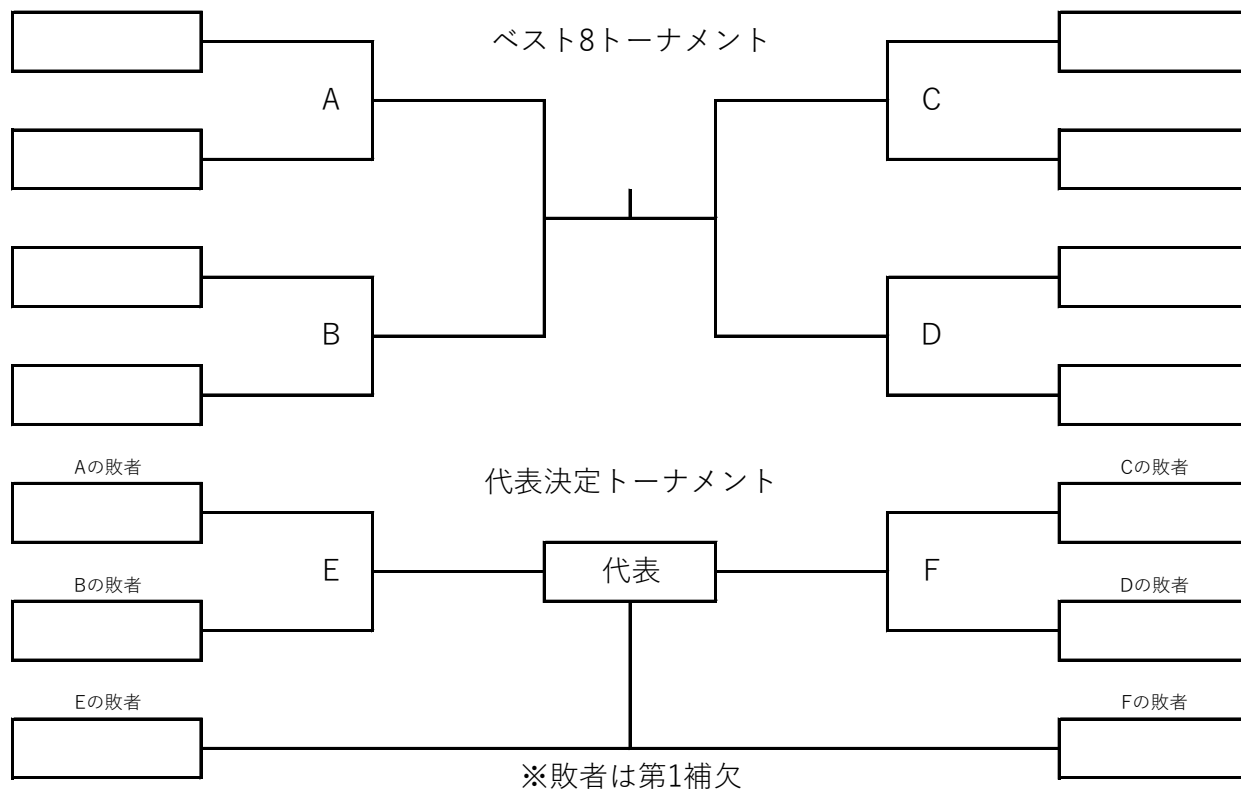 ベスト8トーナメント
A
C
B
D
Aの敗者
代表決定トーナメント
Cの敗者
E
代表
F
Bの敗者
Dの敗者
Eの敗者
Fの敗者
※敗者は第1補欠